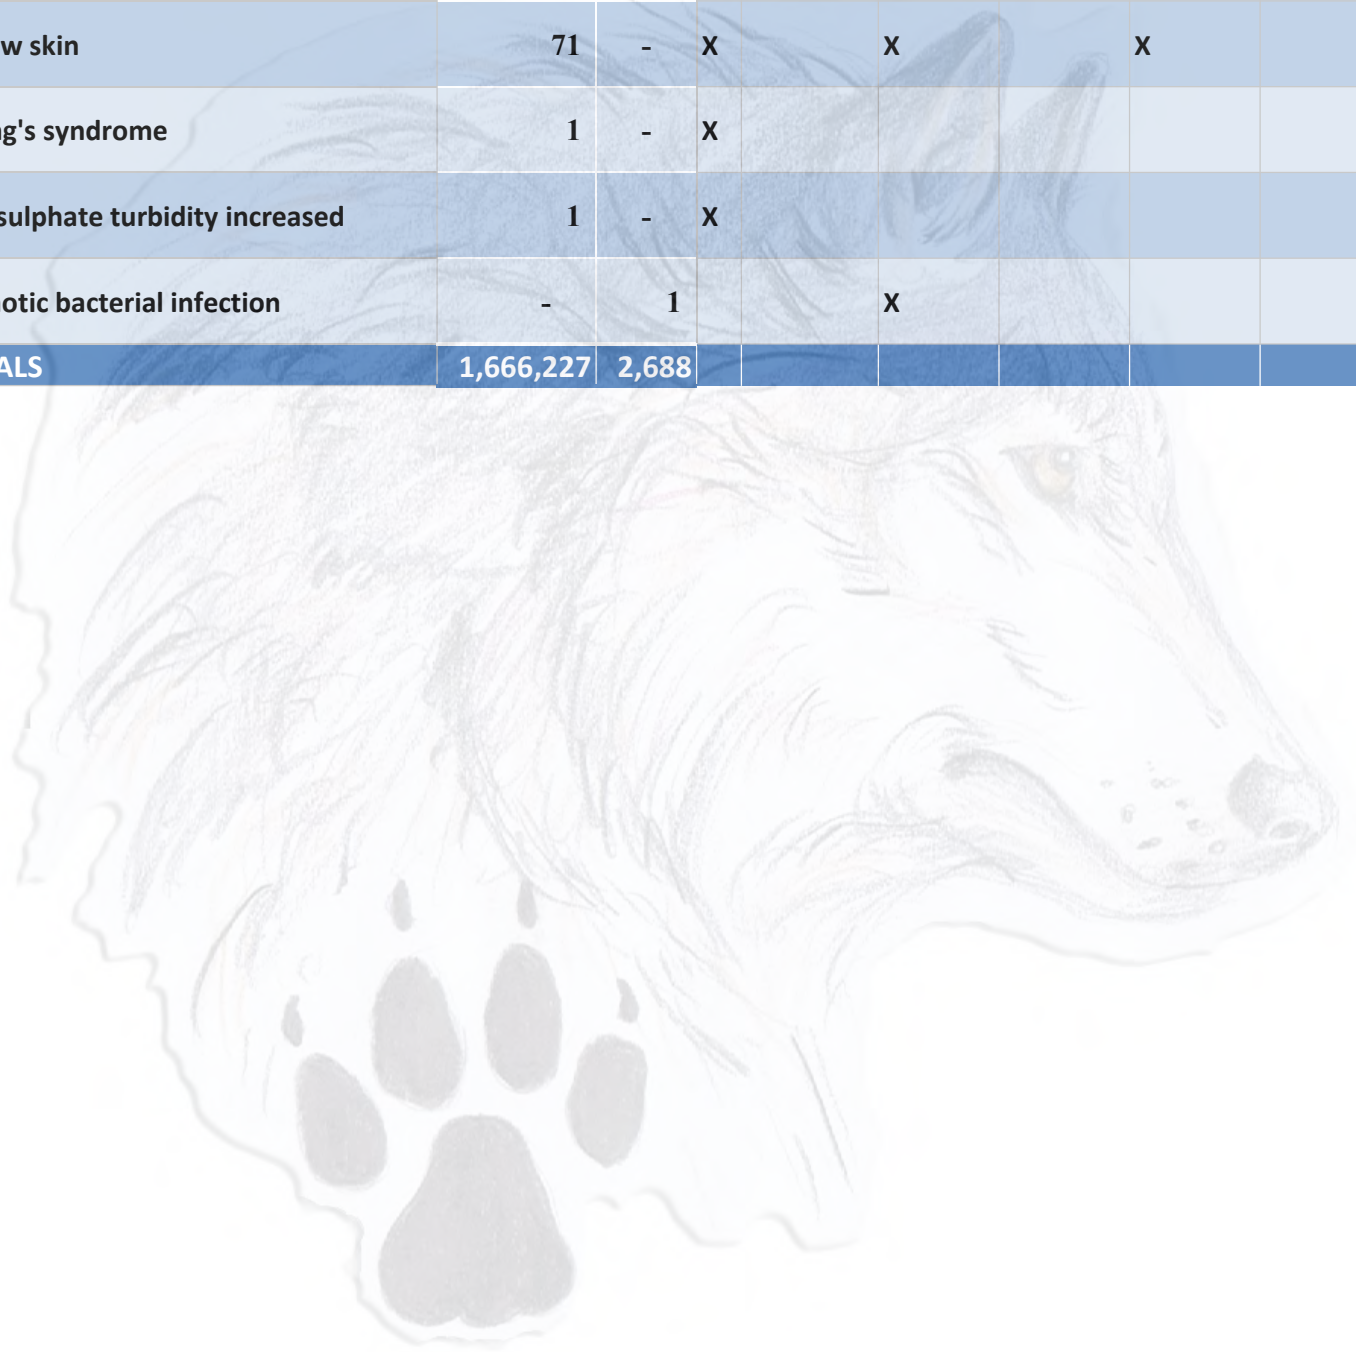 w skin 71 - X X X
g's syndrome 1 - X
sulphate turbidity increased 1 - X
otic bacterial infection - 1 X
ALS 1,666,227 2,688